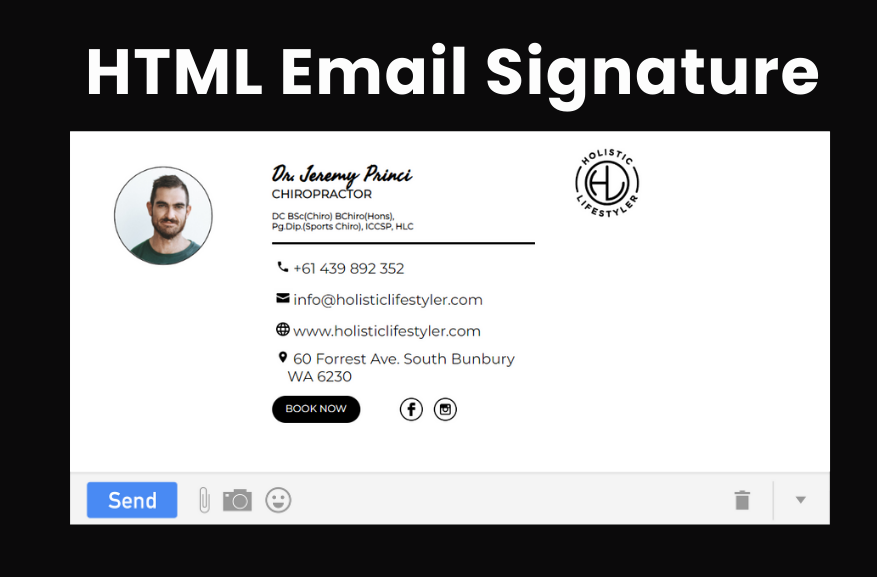 HTML Email Signature
Dr. Jeremy Princi
CHIROPRACTOR
DC BSc(Chiro) BChiro(Hons),
Pg.Dip.(Sports Chiro), ICCSP, HLC
+61 439 892 352
info@holisticlifestyler.com
www.holisticlifestyler.com
60 Forrest Ave. South Bunbury
WA 6230
BOOK NOW
HOLISTIC
HL
LIFESTYLER
Send